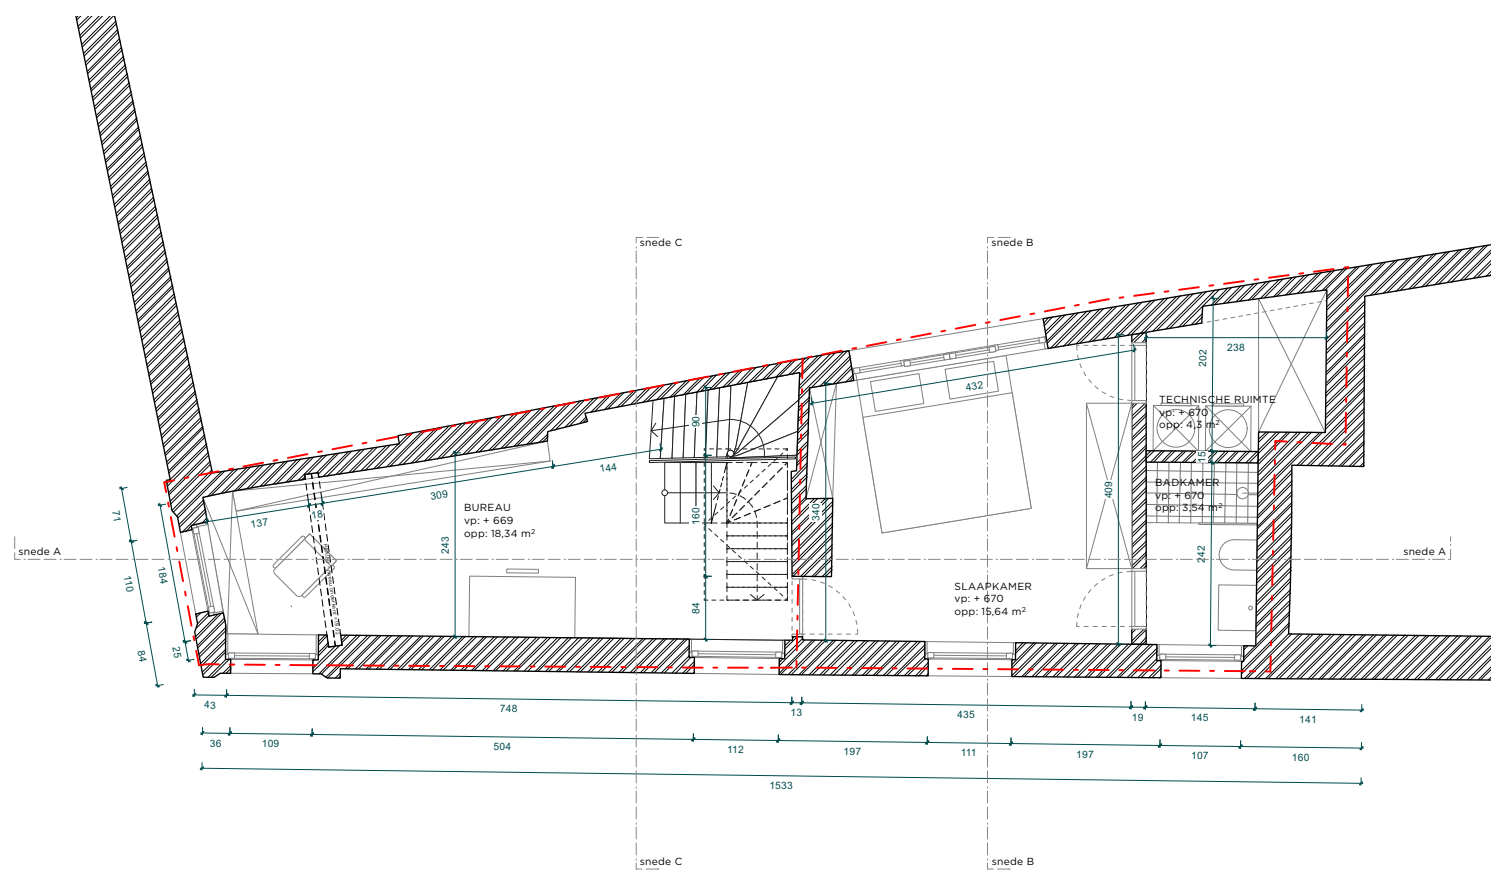 snede C
snede B
90
432
202
238
TECHNISCHE RUIMTE
vp: + 670
opp: 4,3 m²
15
144
309
137
18
BUREAU
vp: + 669
opp: 18,34 m²
243
160
340
409
BADKAMER
vp: + 670
opp: 3,54 m²
71
110
184
84
25
snede A
snede A
242
SLAAPKAMER
vp: + 670
opp: 15,64 m²
84
43
748
13
435
19
145
141
36
109
504
112
197
111
197
107
160
1533
snede C
snede B